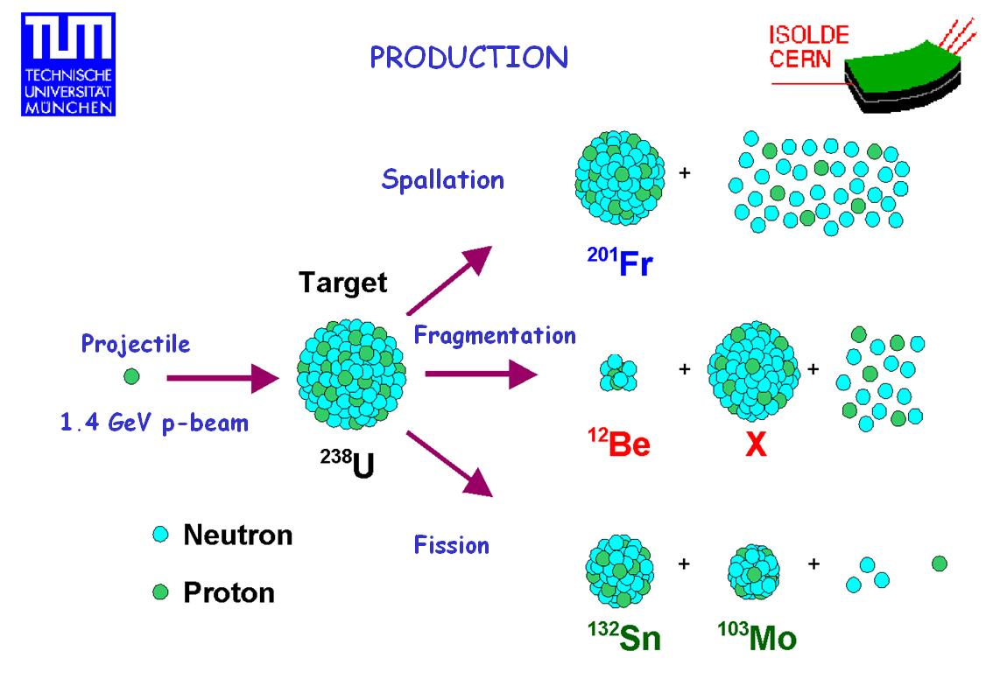 TUM
TECHNISCHE
UNIVERSITÄT
MÜNCHEN
PRODUCTION
ISOLDE
CERN
Spallation
+
²⁰¹Fr
Target
Projectile
Fragmentation
+ +
1.4 GeV p-beam
²³⁸U
¹²Be
X
Neutron
Fission
+ +
Proton
¹³²Sn
¹⁰³Mo